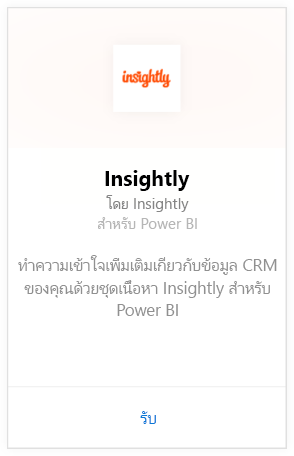 insightly
Insightly
โดย Insightly
สำหรับ Power BI
ทำความเข้าใจเพิ่มเติมเกี่ยวกับข้อมูล CRM
ของคุณด้วยชุดเนื้อหา Insightly สำหรับ
Power BI
รับ